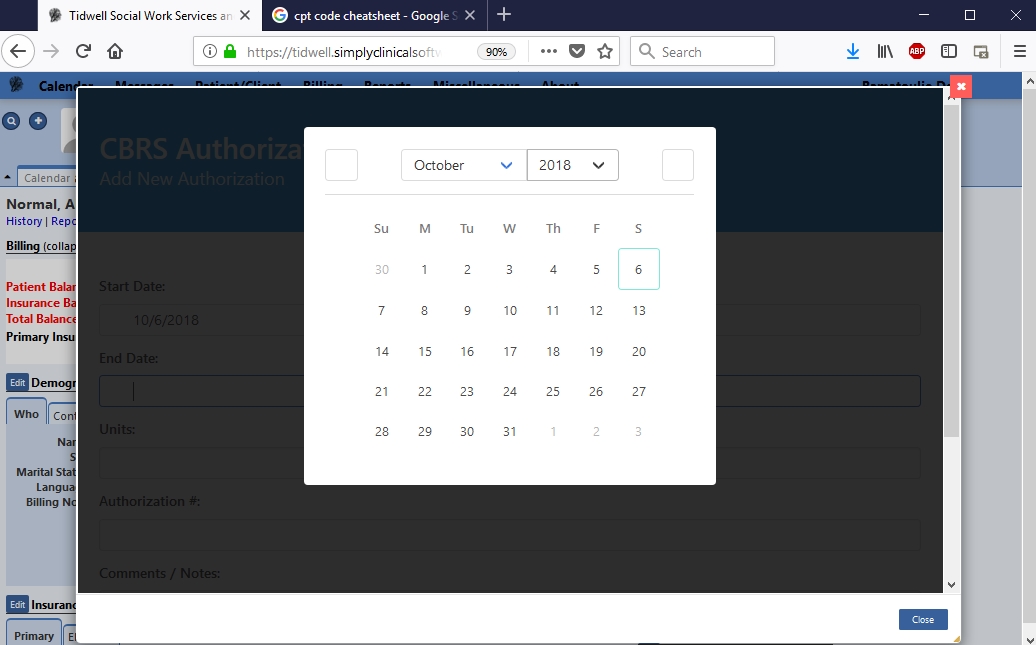 Tidwell Social Work Services an
cpt code cheatsheet - Google S
https://tidwell.simplyclinicalsoftw
90%
Search
ABP
Calendar Messages Patient/Client Billing Reports Miscellaneous About
CBRS Authoriza
Add New Authorization
October
2018
Calendar
Normal, A
History | Repo
Billing (collap
Su M Tu W Th F S
30 1 2 3 4 5 6
7 8 9 10 11 12 13
14 15 16 17 18 19 20
21 22 23 24 25 26 27
28 29 30 31 1 2 3
Patient Balan
Insurance Ba
Total Balance
Primary Insu
Start Date:
10/6/2018
End Date:
Edit Demogr
Who Cont
Units:
Nar
S
Marital Stat
Langua
Billing No
Authorization #:
Comments / Notes:
Edit Insuranc
Primary El
Close